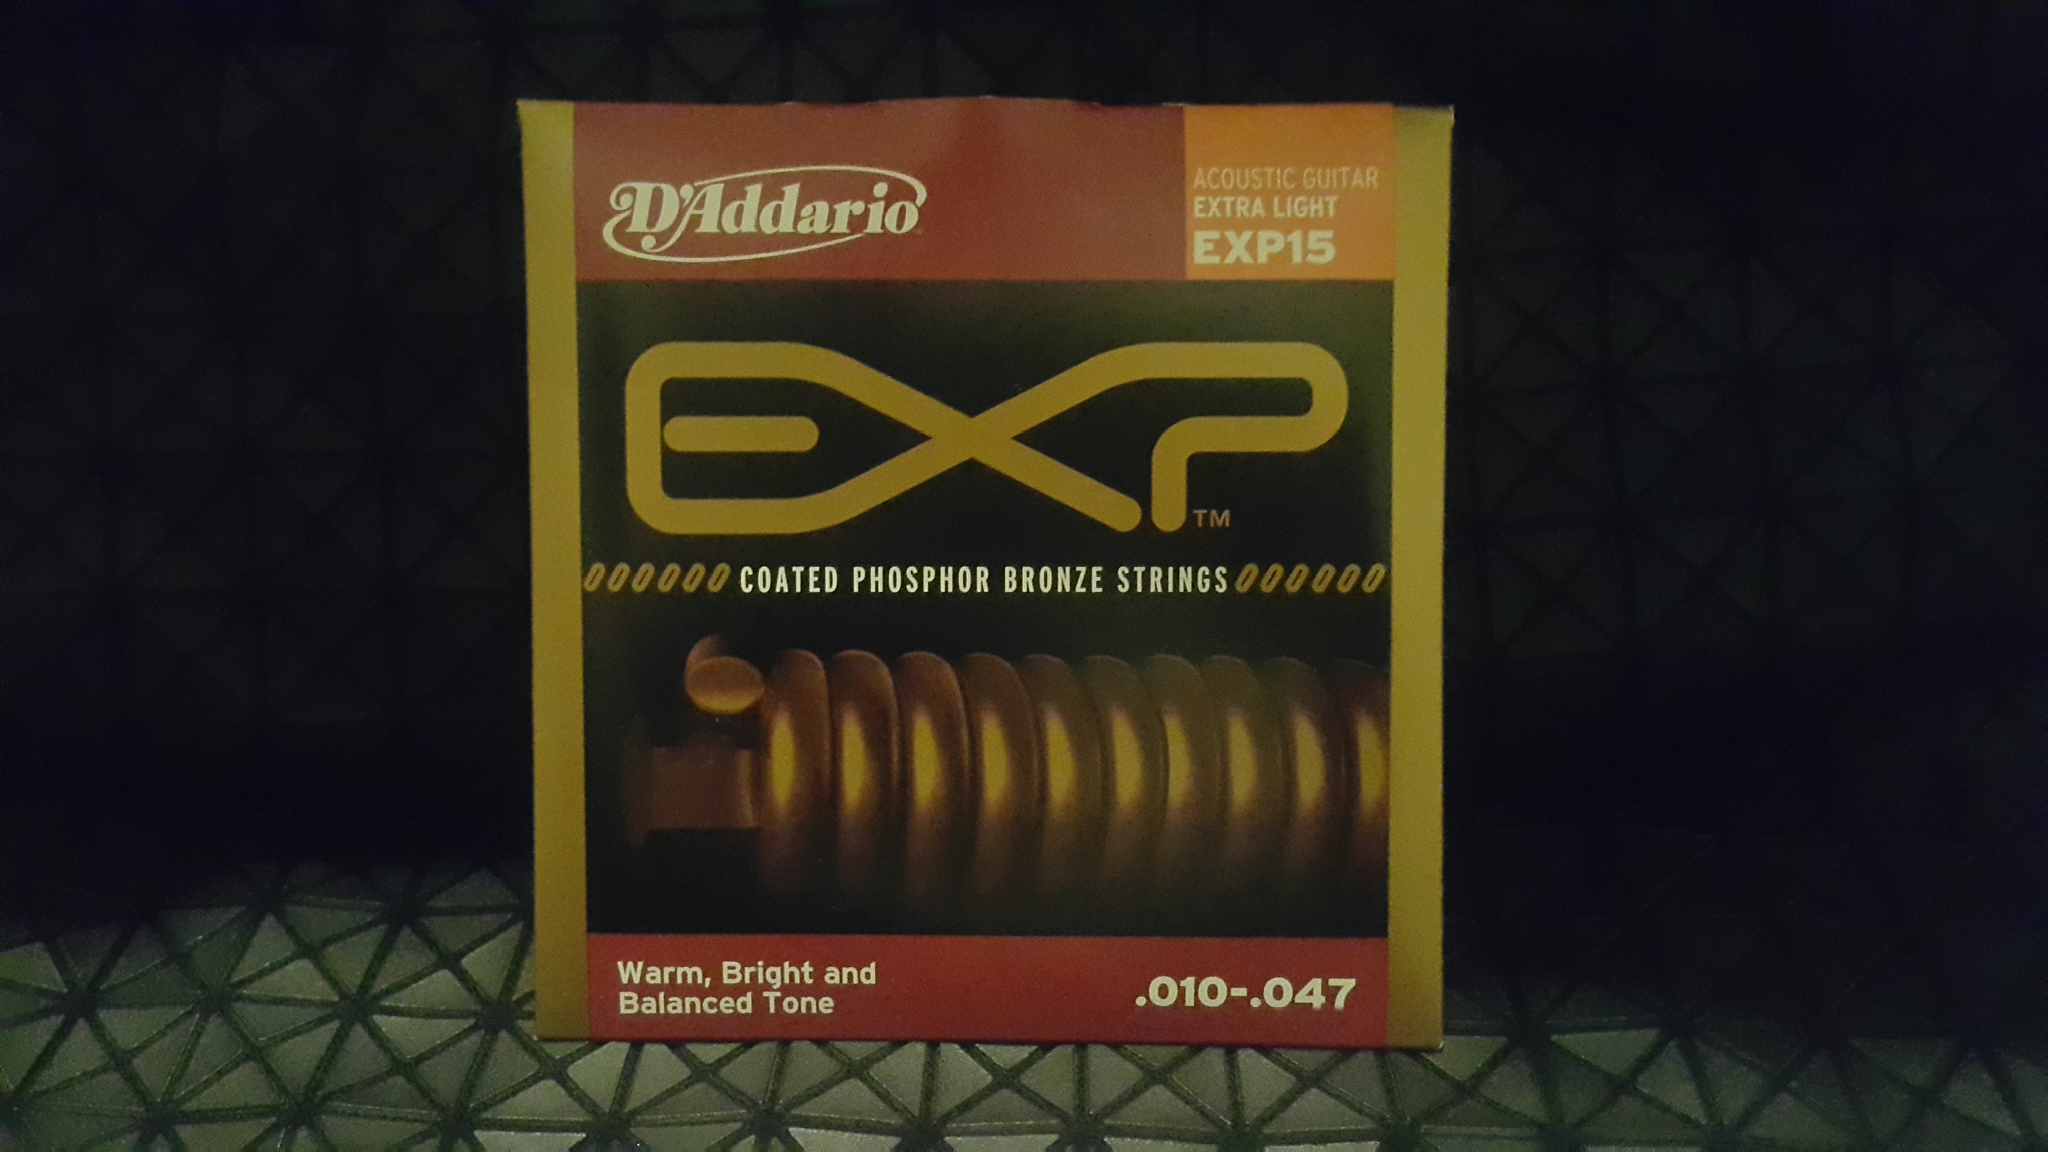 D'Addario
ACOUSTIC GUITAR
EXTRA LIGHT
EXP15
EXP™
COATED PHOSPHOR BRONZE STRINGS
Warm, Bright and
Balanced Tone
.010-.047